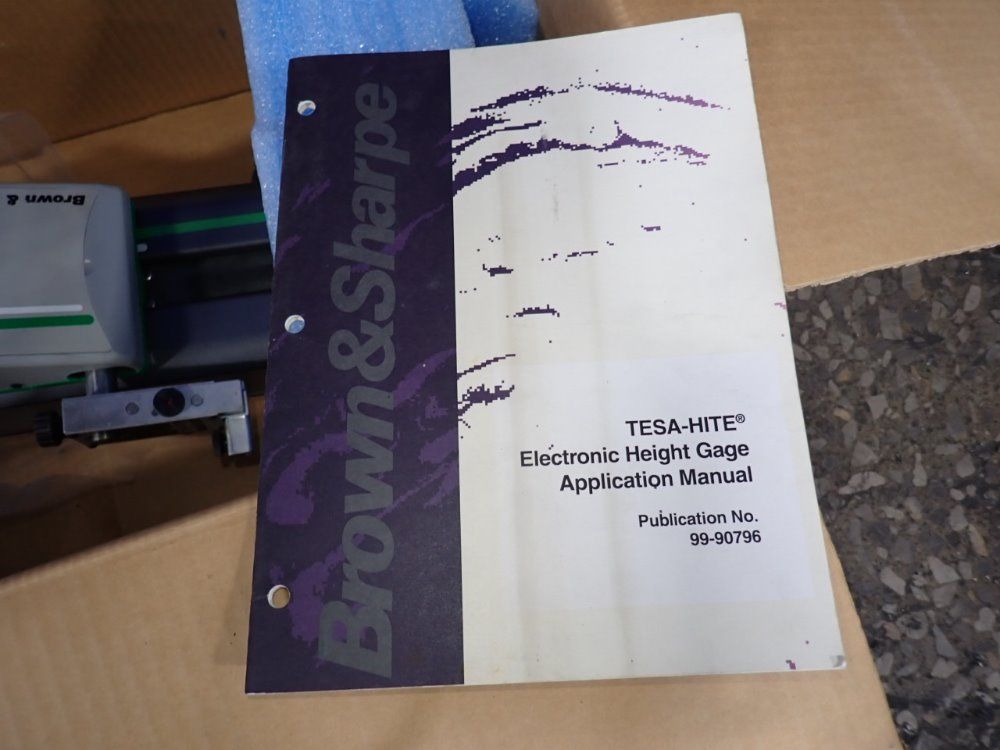 Brown &
Brown&Sharpe
TESA-HITE®
Electronic Height Gage
Application Manual
Publication No.
99-90796